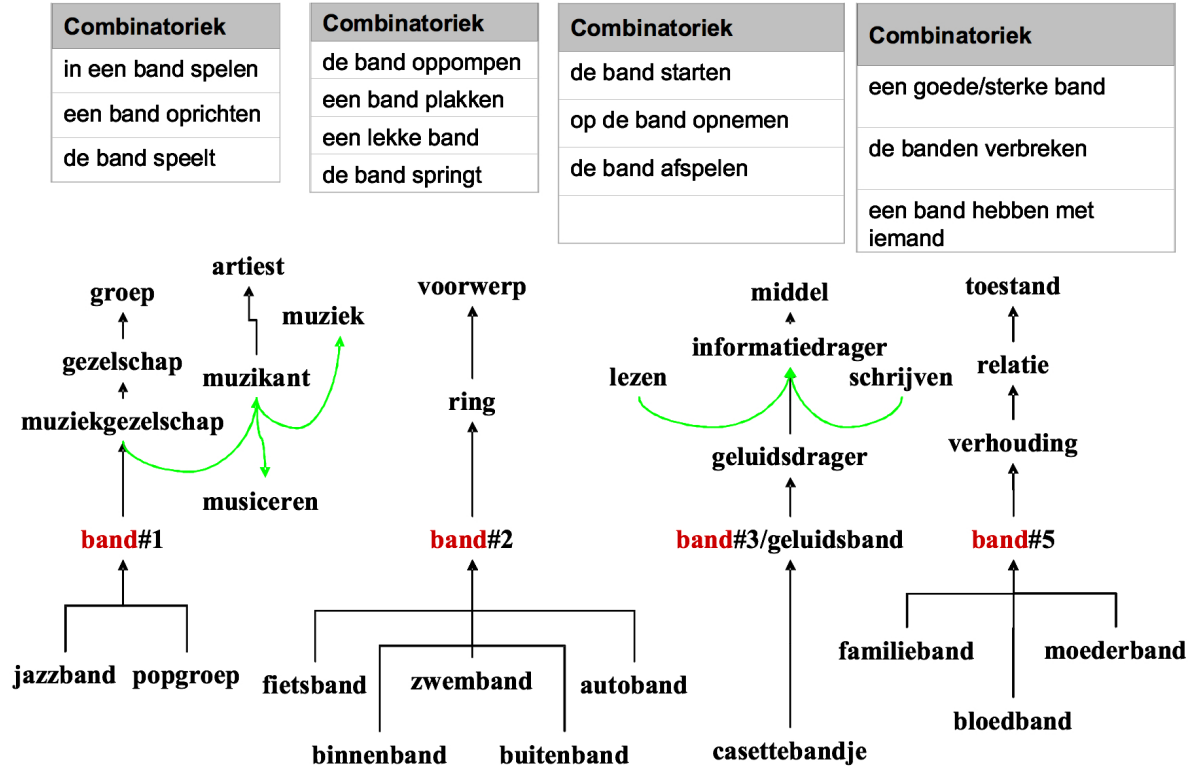 Combinatoriek
in een band spelen
een band oprichten
de band speelt
Combinatoriek
de band oppompen
een band plakken
een lekke band
de band springt
Combinatoriek
de band starten
op de band opnemen
de band afspelen
Combinatoriek
een goede/sterke band
de banden verbreken
een band hebben met
iemand
groep
artiest
muziek
gezelschap
muzikant
muziekgezelschap
musiceren
band#1
jazzband
popgroep
voorwerp
ring
band#2
fietsband
zwemband
autoband
binnenband
buitenband
middel
informatiedrager
lezen
schrijven
geluidsdrager
band#3/geluidsband
casettebandje
toestand
relatie
verhouding
band#5
familieband
moederband
bloedband